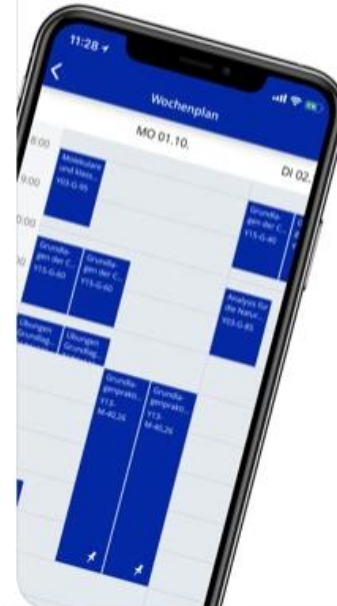 11:28
Wochenplan
MO 01.10.
DI 02.
8:00
9:00
0:00
Molekulare
und klass...
Y03-G-95
Grundla-
gen der C...
Y15-G-40
Grundla-
gen der C...
Y15-G-60
Grundla-
gen der C...
Y15-G-60
Analysis für
die Natur...
Y03-G-85
Übungen
Grundlag...
Übungen
Grundlag...
Grundla-
genprakti...
Y13-
M-40,26
Grundla-
genprakti...
Y13-
M-40,26